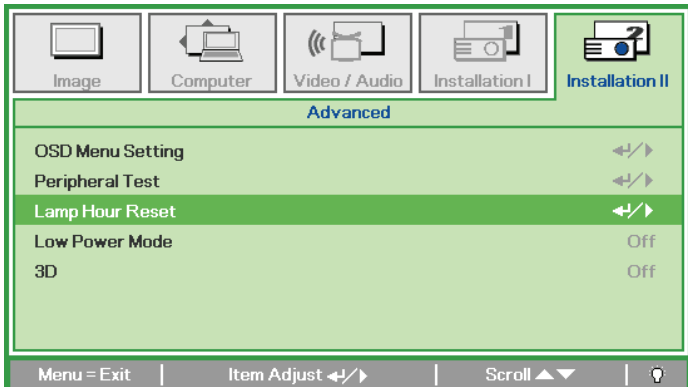 Image Computer Video / Audio Installation I Installation II
Advanced
OSD Menu Setting
Peripheral Test
Lamp Hour Reset
Low Power Mode Off
3D Off
Menu = Exit Item Adjust ↵/▶ Scroll ▲▼